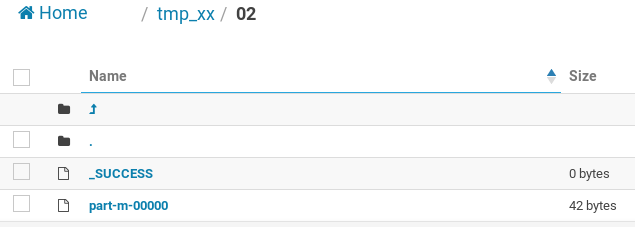 Home / tmp_xx / 02
Name Size
.
_SUCCESS 0 bytes
part-m-00000 42 bytes